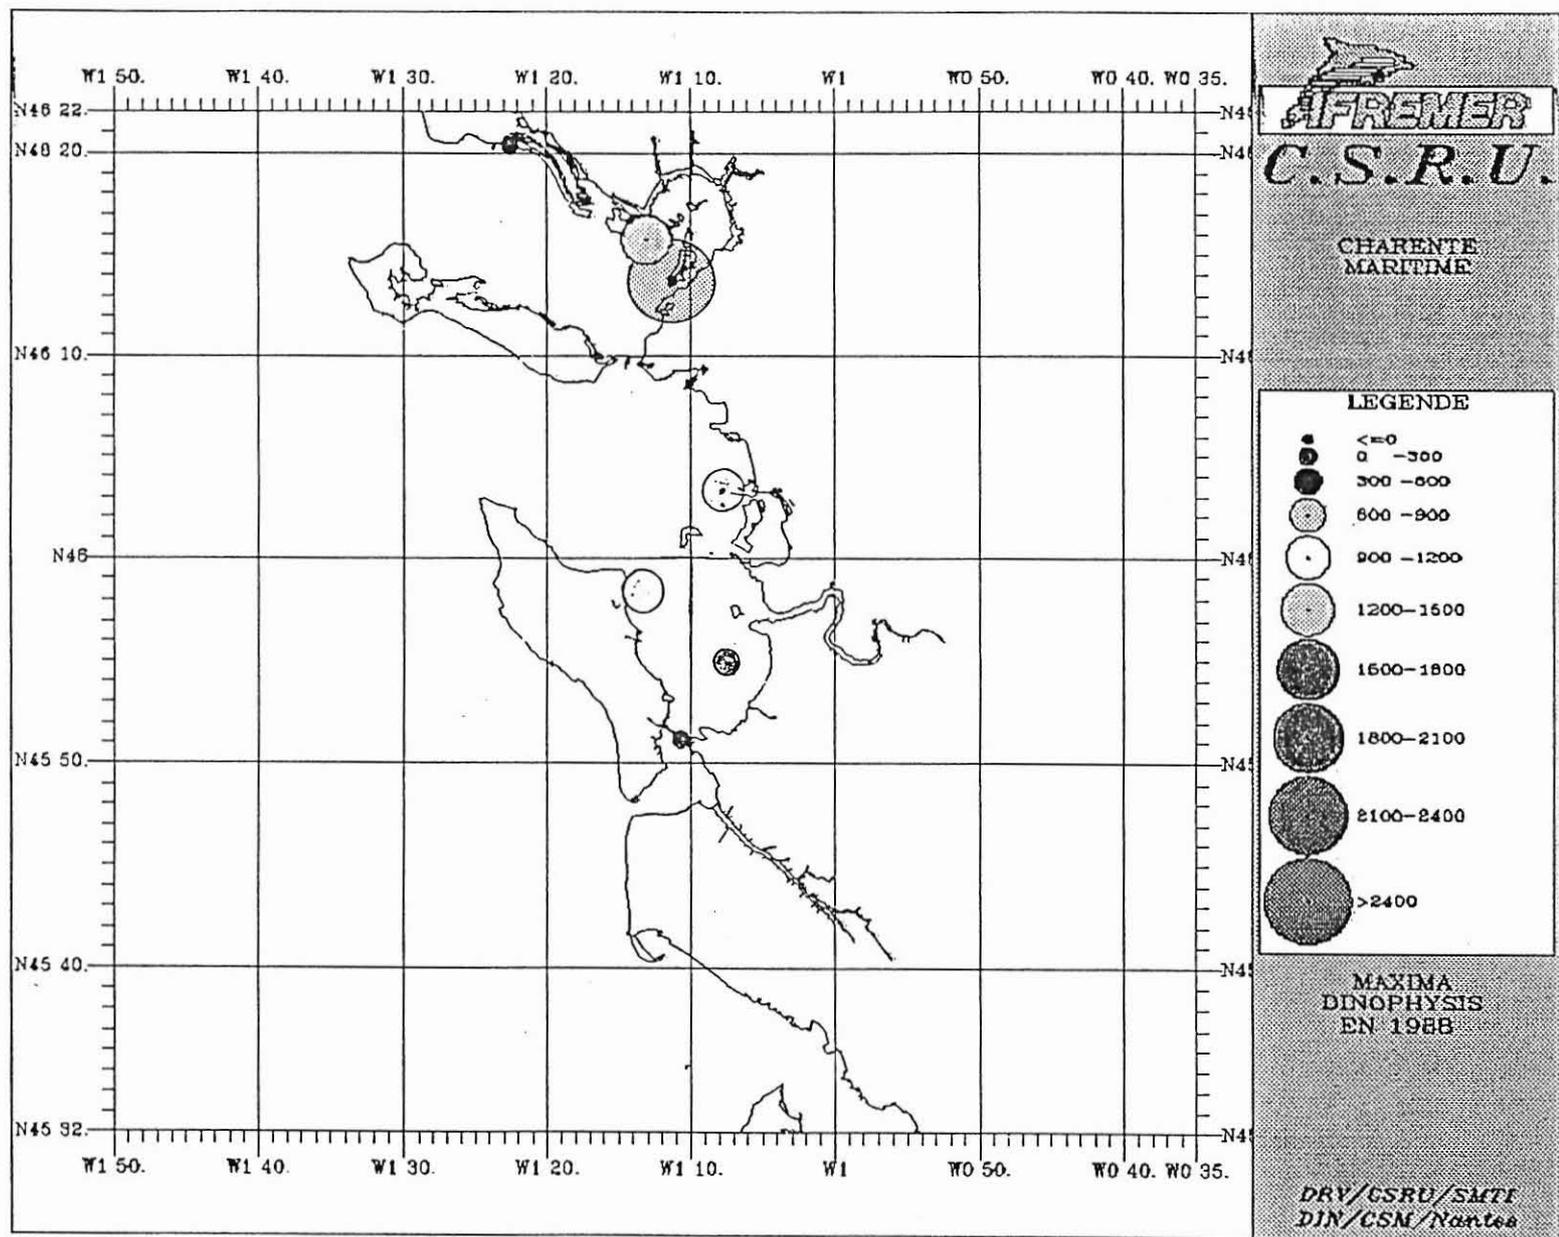 W1 50. W1 40. W1 30. W1 20. W1 10. W1 W0 50. W0 40. W0 35.
N46 22.
N46 20.
N46 10.
N46
N45 50.
N45 40.
N45 32.
W1 50. W1 40. W1 30. W1 20. W1 10. W1 W0 50. W0 40. W0 35.
IFREMER
C.S.R.U.
CHARENTE
MARITIME
LEGENDE
<=0
0 -300
300 -600
600 -900
900 -1200
1200-1500
1500-1800
1800-2100
2100-2400
>2400
MAXIMA
DINOPHYSIS
EN 1988
DRV/CSRU/SMTI
DIN/CSM/Nantes